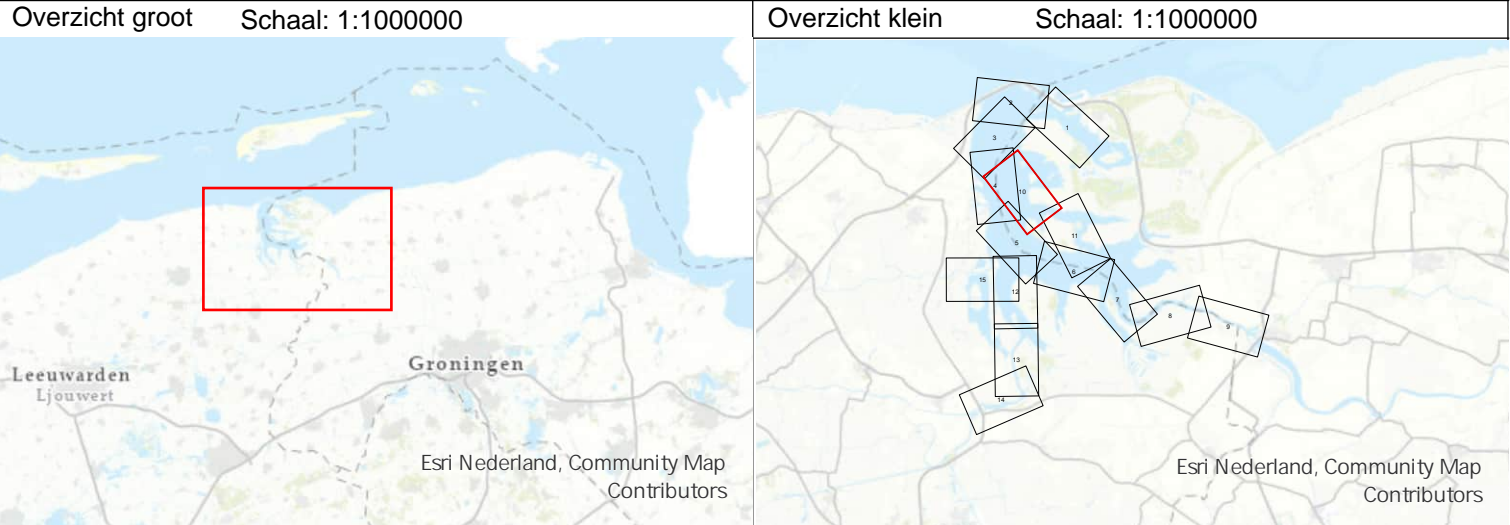 Overzicht groot Schaal: 1:1000000
Leeuwarden
Ljouwert
Groningen
Esri Nederland, Community Map
Contributors
Overzicht klein Schaal: 1:1000000
2
1
3
4
10
11
5
6
15
12
7
8
9
13
14
Esri Nederland, Community Map
Contributors